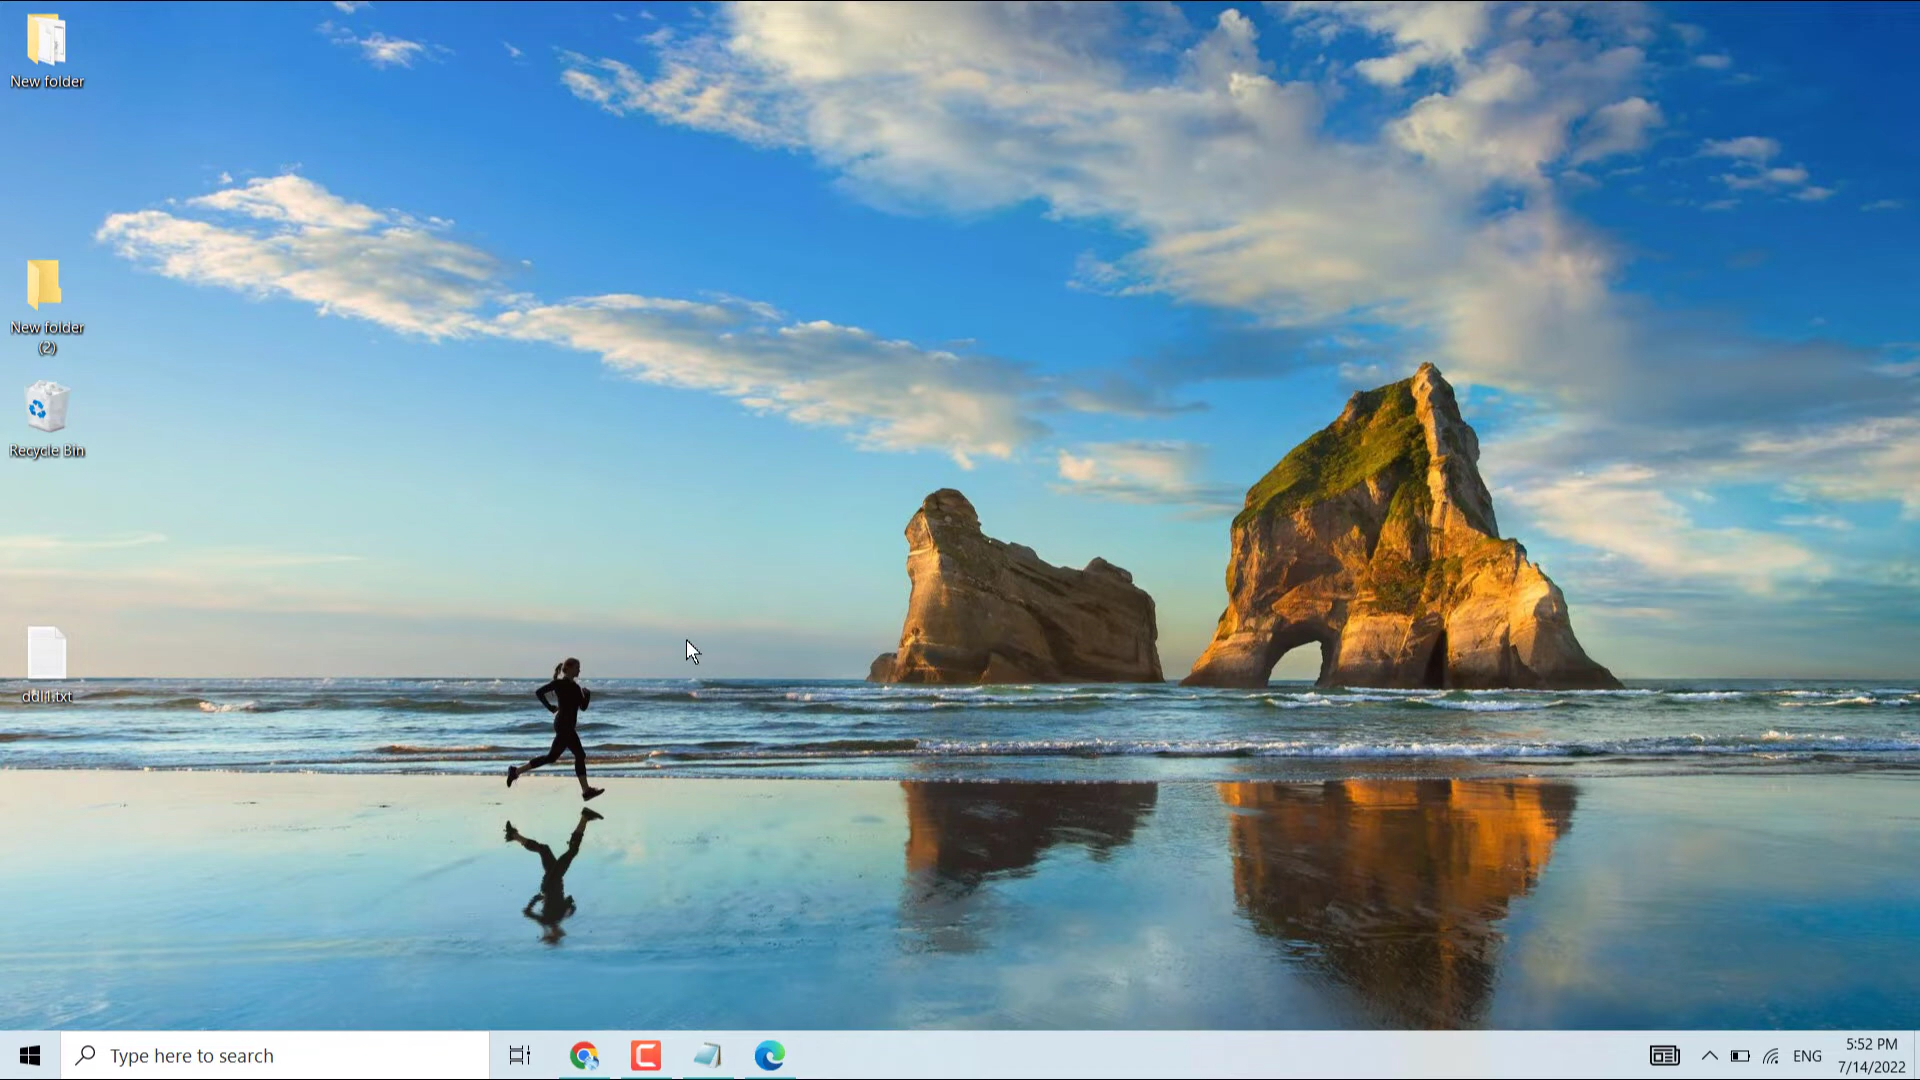 New folder
New folder
(2)
Recycle Bin
ddl1.txt
Type here to search
ENG
5:52 PM
7/14/2022